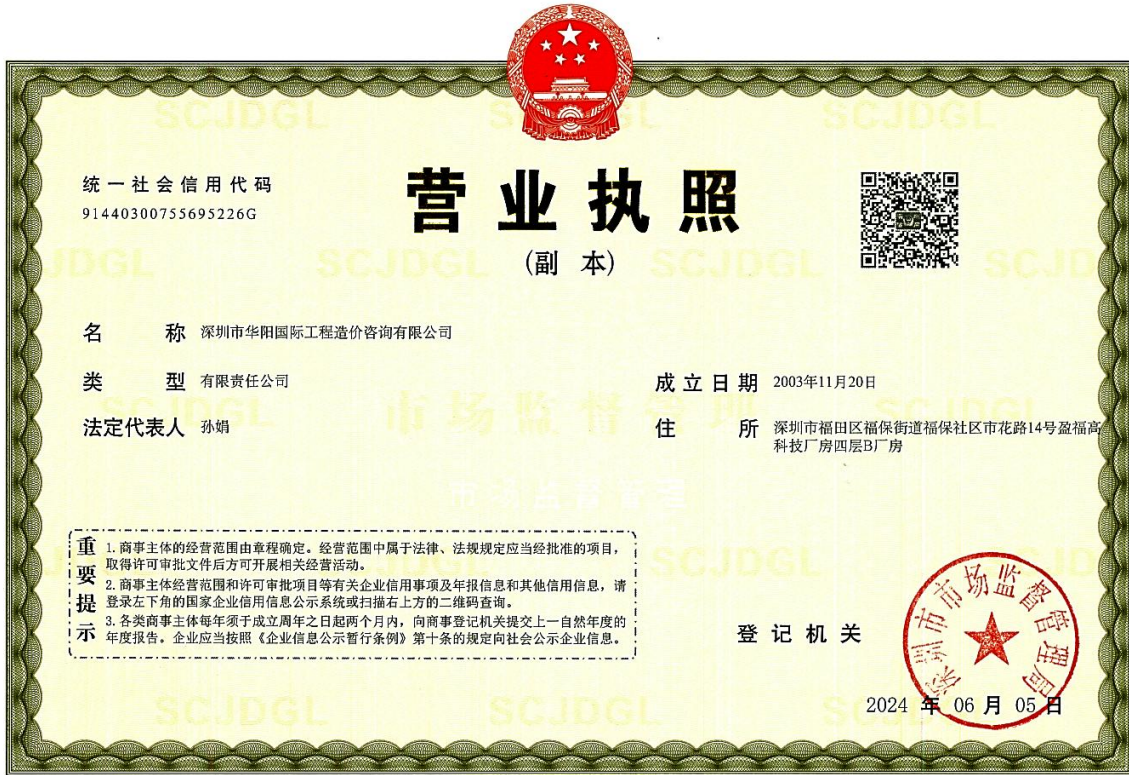 统一社会信用代码
91440300755695226G
营业执照
(副 本)
名 称 深圳市华阳国际工程造价咨询有限公司
类 型 有限责任公司
成立日期 2003年11月20日
法定代表人 孙娟
住 所 深圳市福田区福保街道福保社区市花路14号盈福高
科技厂房四层B厂房
重要提示
1. 商事主体的经营范围由章程确定。经营范围中属于法律、法规规定应当经批准的项目，
取得许可审批文件后方可开展相关经营活动。
2. 商事主体经营范围和许可审批项目等有关企业信用事项及年报信息和其他信用信息，请
登录左下角的国家企业信用信息公示系统或扫描右上方的二维码查询。
3. 各类商事主体每年须于成立周年之日起两个月内，向商事登记机关提交上一自然年度的
年度报告。企业应当按照《企业信息公示暂行条例》第十条的规定向社会公示企业信息。
登记机关
深圳市市场监督管理局
2024 年 06 月 05 日
SCJDGL
市场监督管理